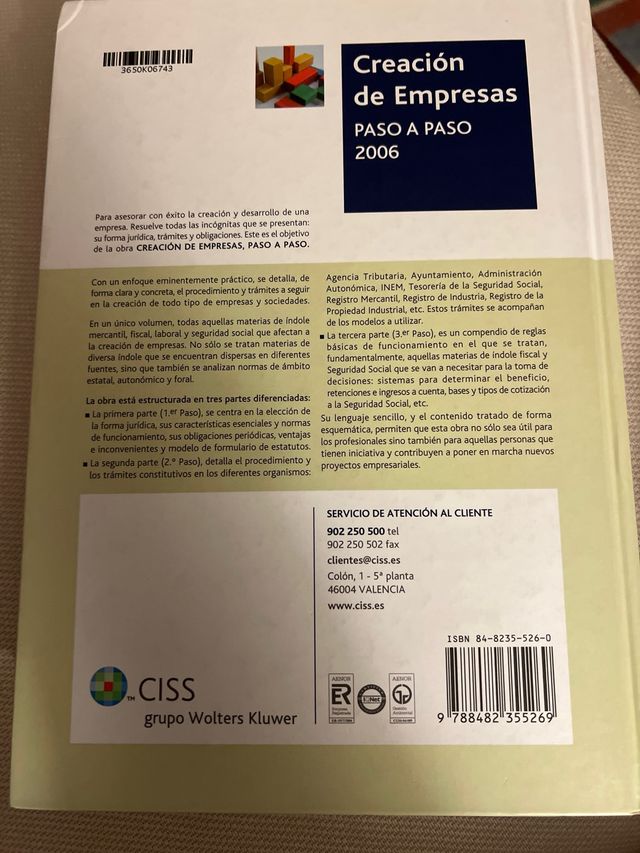 3650K06743
Creación
de Empresas
PASO A PASO
2006
Para asesorar con éxito la creación y desarrollo de una
empresa. Resuelve todas las incógnitas que se presentan:
su forma jurídica, trámites y obligaciones. Este es el objetivo
de la obra CREACIÓN DE EMPRESAS, PASO A PASO.
Con un enfoque eminentemente práctico, se detalla, de
forma clara y concreta, el procedimiento y trámites a seguir
en la creación de todo tipo de empresas y sociedades.
En un único volumen, todas aquellas materias de índole
mercantil, fiscal, laboral y seguridad social que afectan a
la creación de empresas. No sólo se tratan materias de
diversa índole que se encuentran dispersas en diferentes
fuentes, sino que también se analizan normas de ámbito
estatal, autonómico y foral.
La obra está estructurada en tres partes diferenciadas:
■ La primera parte (1.er Paso), se centra en la elección de
la forma jurídica, sus características esenciales y normas
de funcionamiento, sus obligaciones periódicas, ventajas
e inconvenientes y modelo de formulario de estatutos.
■ La segunda parte (2.º Paso), detalla el procedimiento y
los trámites constitutivos en los diferentes organismos:
Agencia Tributaria, Ayuntamiento, Administración
Autonómica, INEM, Tesorería de la Seguridad Social,
Registro Mercantil, Registro de Industria, Registro de la
Propiedad Industrial, etc. Estos trámites se acompañan
de los modelos a utilizar.
■ La tercera parte (3.er Paso), es un compendio de reglas
básicas de funcionamiento en el que se tratan,
fundamentalmente, aquellas materias de índole fiscal y
Seguridad Social que se van a necesitar para la toma de
decisiones: sistemas para determinar el beneficio,
retenciones e ingresos a cuenta, bases y tipos de cotización
a la Seguridad Social, etc.
Su lenguaje sencillo, y el contenido tratado de forma
esquemática, permiten que esta obra no sólo sea útil para
los profesionales sino también para aquellas personas que
tienen iniciativa y contribuyen a poner en marcha nuevos
proyectos empresariales.
SERVICIO DE ATENCIÓN AL CLIENTE
902 250 500 tel
902 250 502 fax
clientes@ciss.es
Colón, 1 - 5ª planta
46004 VALENCIA
www.ciss.es
CISS
TM
grupo Wolters Kluwer
AENOR
ER
Empresa
Registrada
AENOR
Gestión
Ambiental
ISBN 84-8235-526-0
9 788482 355269